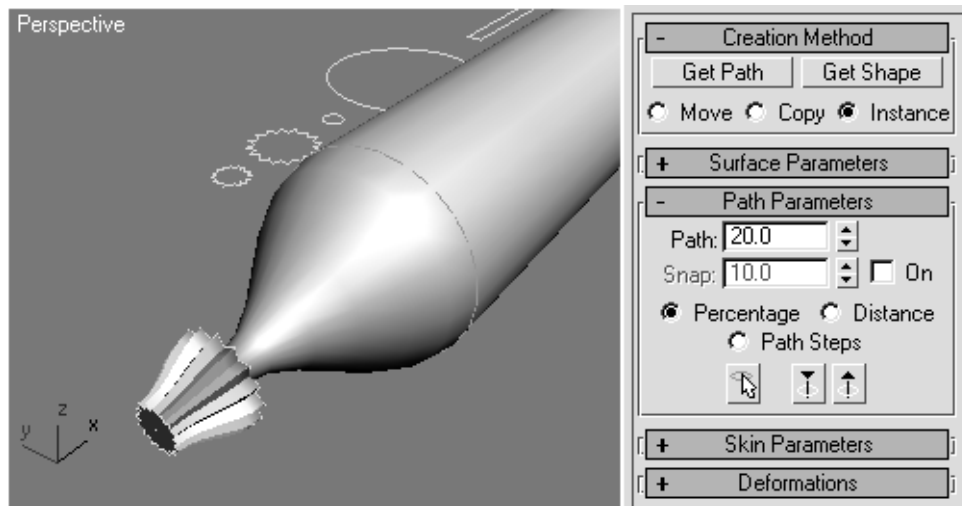 Perspective
z
y x
- Creation Method
Get Path Get Shape
Move Copy Instance
+ Surface Parameters
- Path Parameters
Path: 20.0
Snap: 10.0 On
Percentage Distance
Path Steps
+ Skin Parameters
+ Deformations